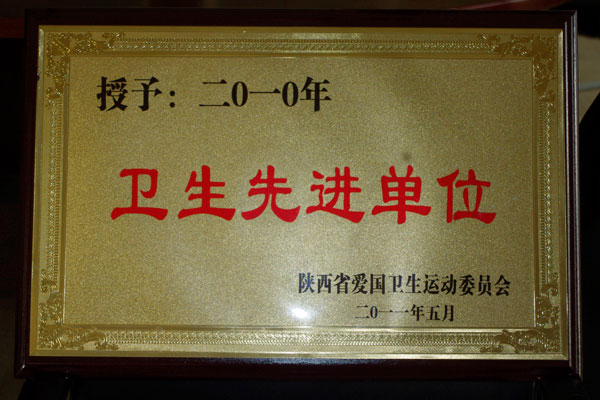 授予：二0一0年
卫生先进单位
陕西省爱国卫生运动委员会
二0一一年五月